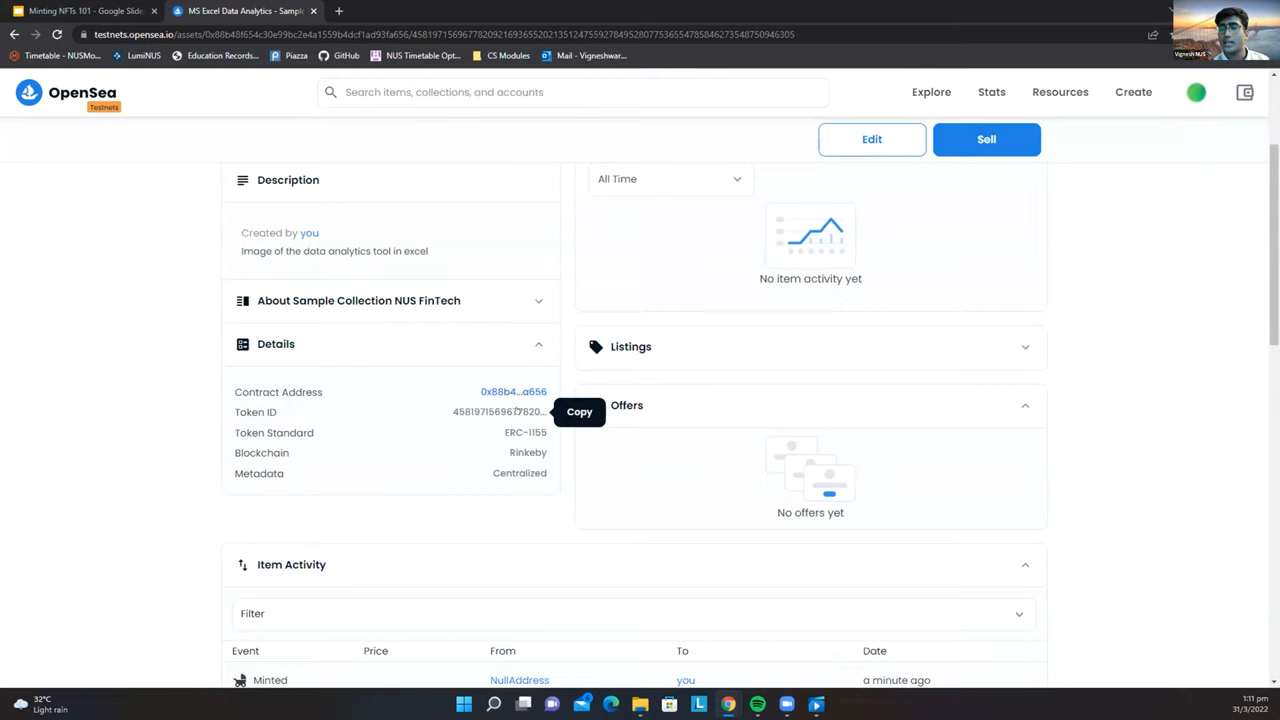 Minting NFTs 101 - Google Slide
MS Excel Data Analytics - Sampl
testnets.opensea.io/assets/0x88b48f654c30e99bc2e4a1559b4dcf1ad93fa656/
Timetable - NUSMo...
LumiNUS
Education Records...
Piazza
GitHub
NUS Timetable Opt...
CS Modules
Mail - Vigneshwar...
Vignesh NUS
OpenSea
Testnets
Search items, collections, and accounts
Explore
Stats
Resources
Create
Edit
Sell
Description
Created by you
Image of the data analytics tool in excel
About Sample Collection NUS FinTech
Details
Contract Address
0x88b4...a656
Token ID
Copy
Token Standard
ERC-1155
Blockchain
Rinkeby
Metadata
Centralized
All Time
No item activity yet
Listings
Offers
No offers yet
Item Activity
Filter
Event Price From To Date
Minted NullAddress you a minute ago
32°C
Light rain
1:11 pm
31/3/2022